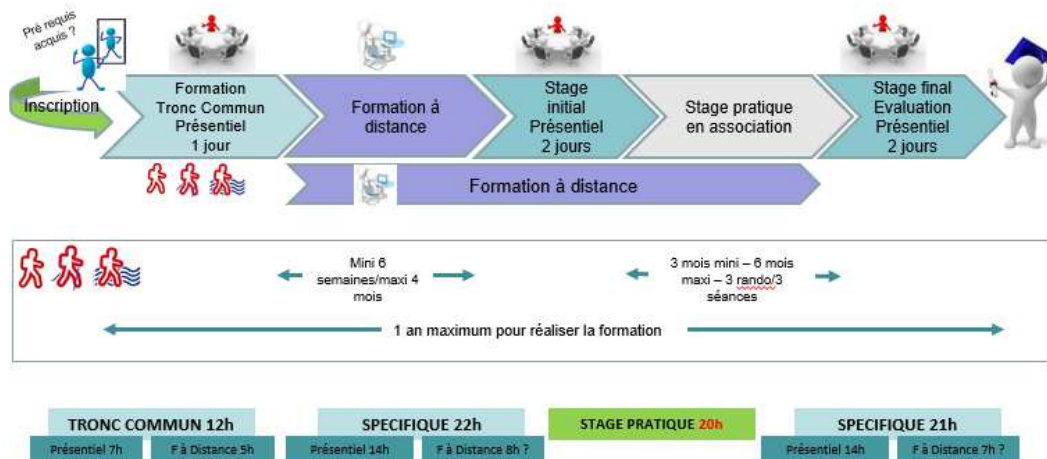 Pré requis
acquis ?
Inscription
Formation
Tronc Commun
Présentiel
1 jour
Formation à
distance
Stage
initial
Présentiel
2 jours
Stage pratique
en association
Stage final
Evaluation
Présentiel
2 jours
Formation à distance
Mini 6
semaines/maxi 4
mois
3 mois mini – 6 mois
maxi – 3 rando/3
séances
1 an maximum pour réaliser la formation
TRONC COMMUN 12h
Présentiel 7h
F à Distance 5h
SPECIFIQUE 22h
Présentiel 14h
F à Distance 8h ?
STAGE PRATIQUE 20h
SPECIFIQUE 21h
Présentiel 14h
F à Distance 7h ?